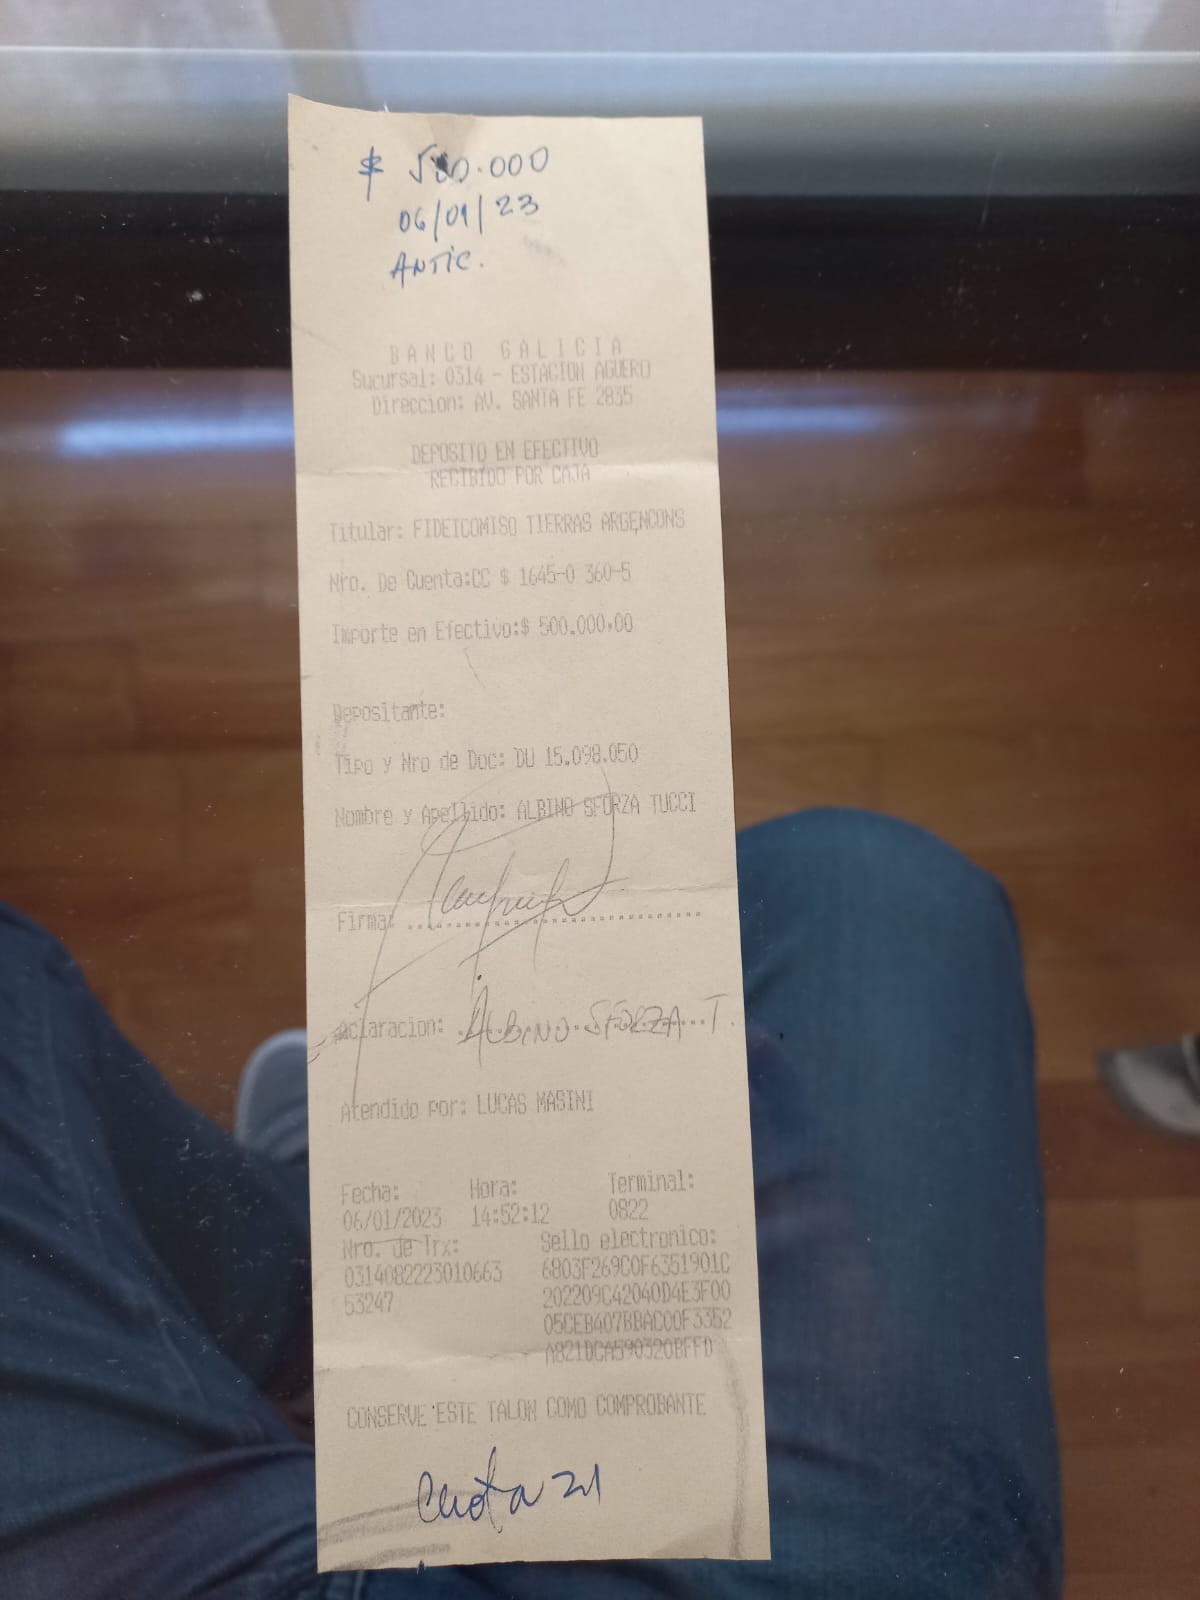 $ 500.000
06/01/23
ANTIC.
BANCO GALICIA
Sucursal: 0314 - ESTACION AGUERO
Direccion: AV. SANTA FE 2835
DEPOSITO EN EFECTIVO
RECIBIDO POR CAJA
Titular: FIDEICOMISO TIERRAS ARGENCONS
Nro. De Cuenta:CC $ 1645-0 360-5
Importe en Efectivo:$ 500.000,00
Depositante:
Tipo y Nro de Doc: DU 15.098.050
Nombre y Apellido: ALBINO SFORZA TUCCI
Firma:
Aclaracion: ALBINO SFORZA T.
Atendido por: LUCAS MASINI
Fecha: Hora: Terminal:
06/01/2023 14:52:12 0822
Nro. de Trx: Sello electronico:
0314082223010663 6803F269C0F6351901C
53247 202209C42040D4E3F00
05CEB407BBAC00F3352
A821DCA590320BFFD
CONSERVE ESTE TALON COMO COMPROBANTE
Cuota 21